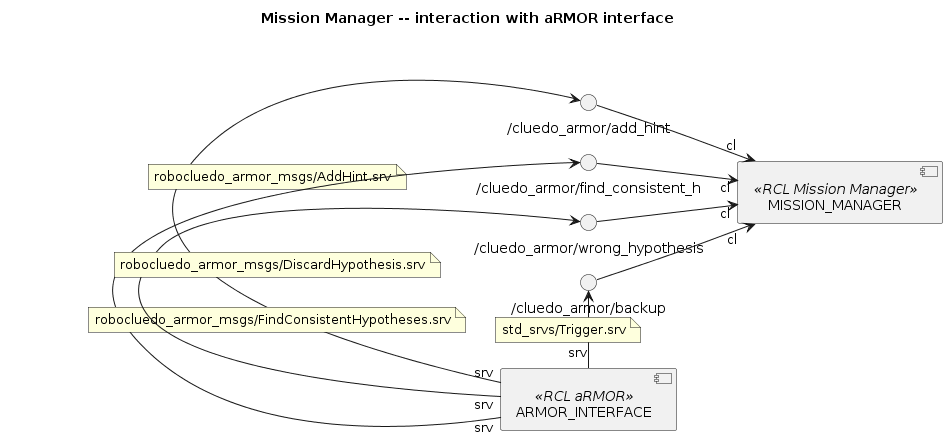 Mission Manager -- interaction with aRMOR interface
/cluedo_armor/add_hint
cl
robocluedo_armor_msgs/AddHint.srv
/cluedo_armor/find_consistent_h
cl
«RCL Mission Manager»
MISSION_MANAGER
cl
/cluedo_armor/wrong_hypothesis
cl
robocluedo_armor_msgs/DiscardHypothesis.srv
/cluedo_armor/backup
robocluedo_armor_msgs/FindConsistentHypotheses.srv
std_srvs/Trigger.srv
srv
srv
«RCL aRMOR»
ARMOR_INTERFACE
srv
srv